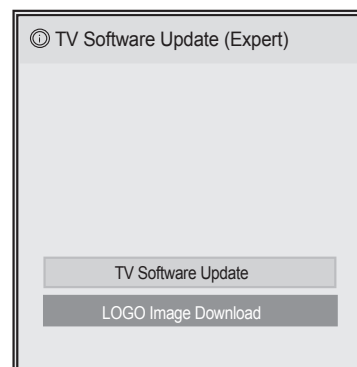 ⓘ TV Software Update (Expert)
TV Software Update
LOGO Image Download